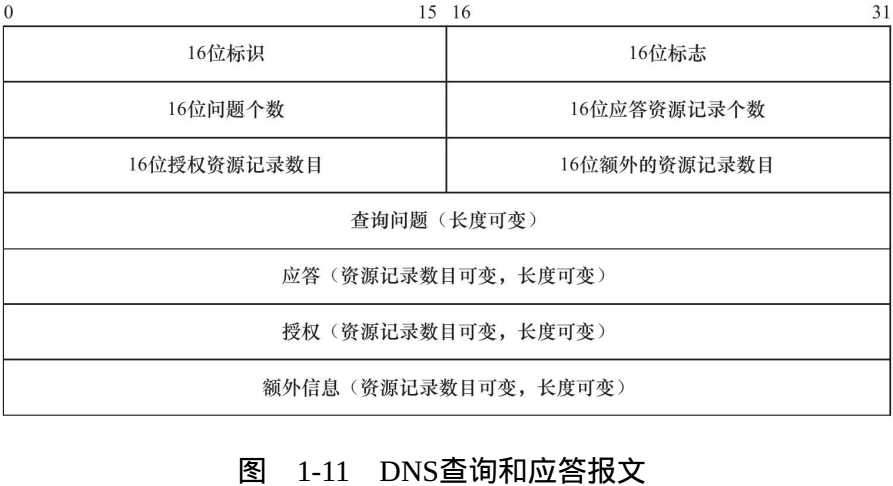 0 15 16 31
16位标识 16位标志
16位问题个数 16位应答资源记录个数
16位授权资源记录数目 16位额外的资源记录数目
查询问题（长度可变）
应答（资源记录数目可变，长度可变）
授权（资源记录数目可变，长度可变）
额外信息（资源记录数目可变，长度可变）
图 1-11 DNS查询和应答报文